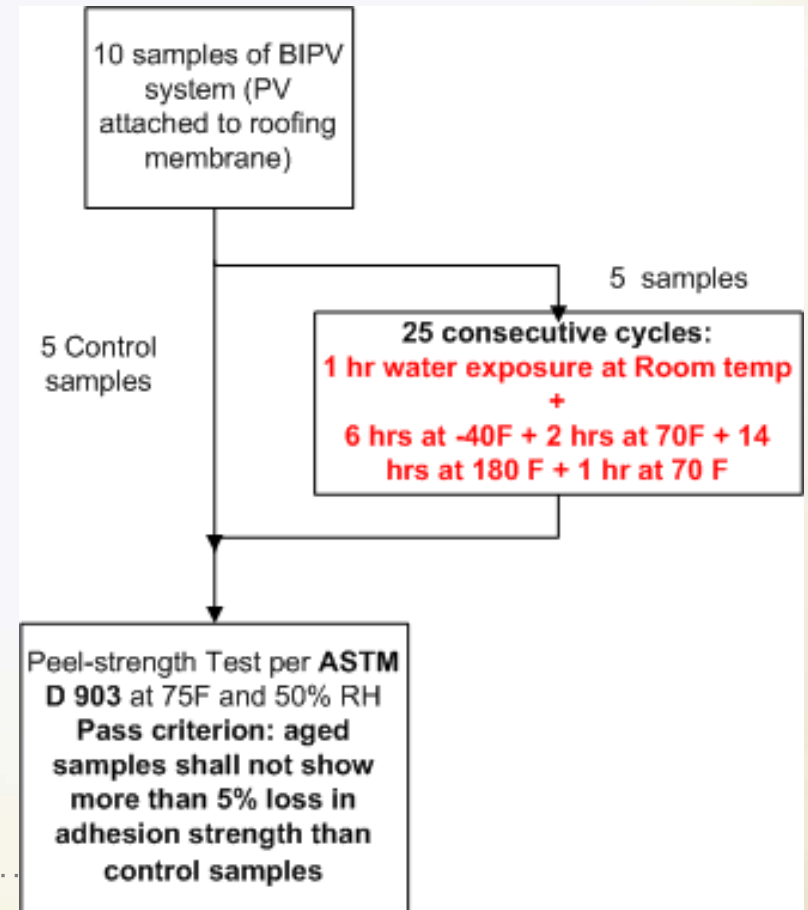 10 samples of BIPV
system (PV
attached to roofing
membrane)
5 samples
5 Control
samples
25 consecutive cycles:
1 hr water exposure at Room temp
+
6 hrs at -40F + 2 hrs at 70F + 14
hrs at 180 F + 1 hr at 70 F
Peel-strength Test per ASTM
D 903 at 75F and 50% RH
Pass criterion: aged
samples shall not show
more than 5% loss in
adhesion strength than
control samples